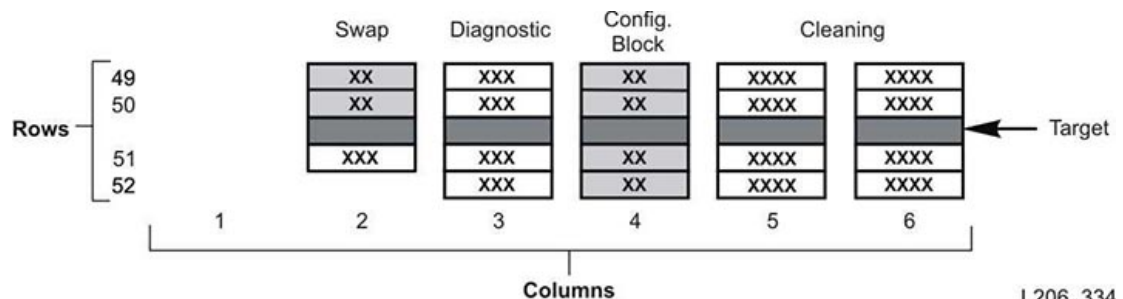 Swap Diagnostic Config. Block Cleaning
49 XX XXX XX XXXX XXXX
50 XX XXX XX XXXX XXXX
Rows Target
51 XXX XXX XX XXXX XXXX
52 XXX XX XXXX XXXX
1 2 3 4 5 6
Columns
L206_334